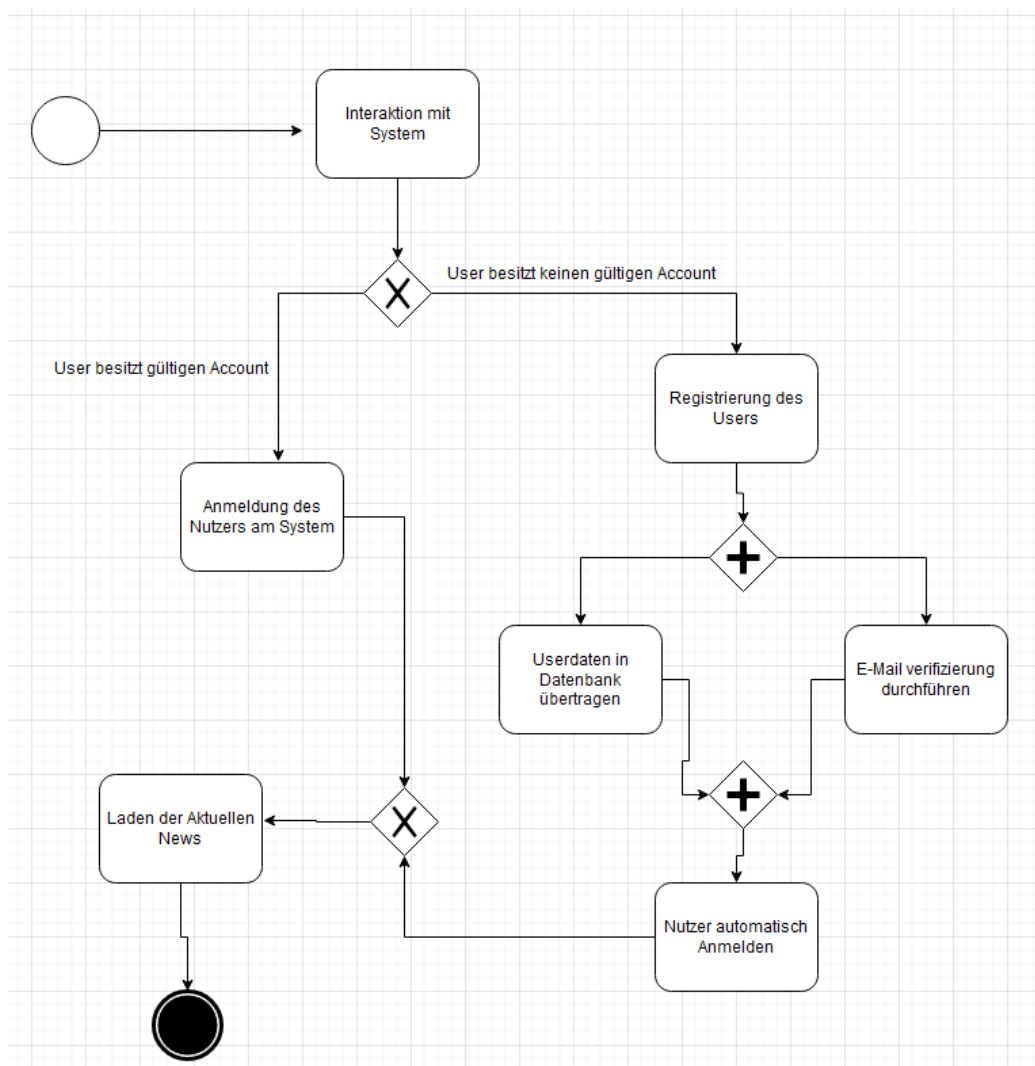 Interaktion mit
System
User besitzt keinen gültigen Account
User besitzt gültigen Account
Registrierung des
Users
Anmeldung des
Nutzers am System
Userdaten in
Datenbank
übertragen
E-Mail verifizierung
durchführen
Laden der Aktuellen
News
Nutzer automatisch
Anmelden